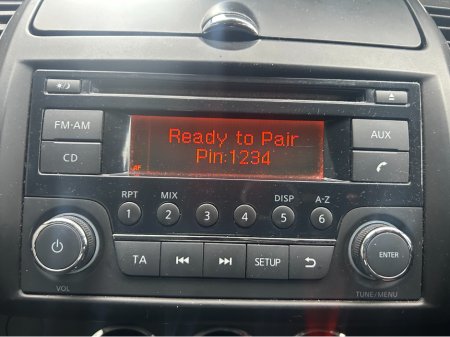 Ready to Pair
Pin:1234
AF
FM-AM
CD
AUX
RPT
MIX
DISP
A-Z
1
2
3
4
5
6
TA
SETUP
ENTER
VOL
TUNE/MENU